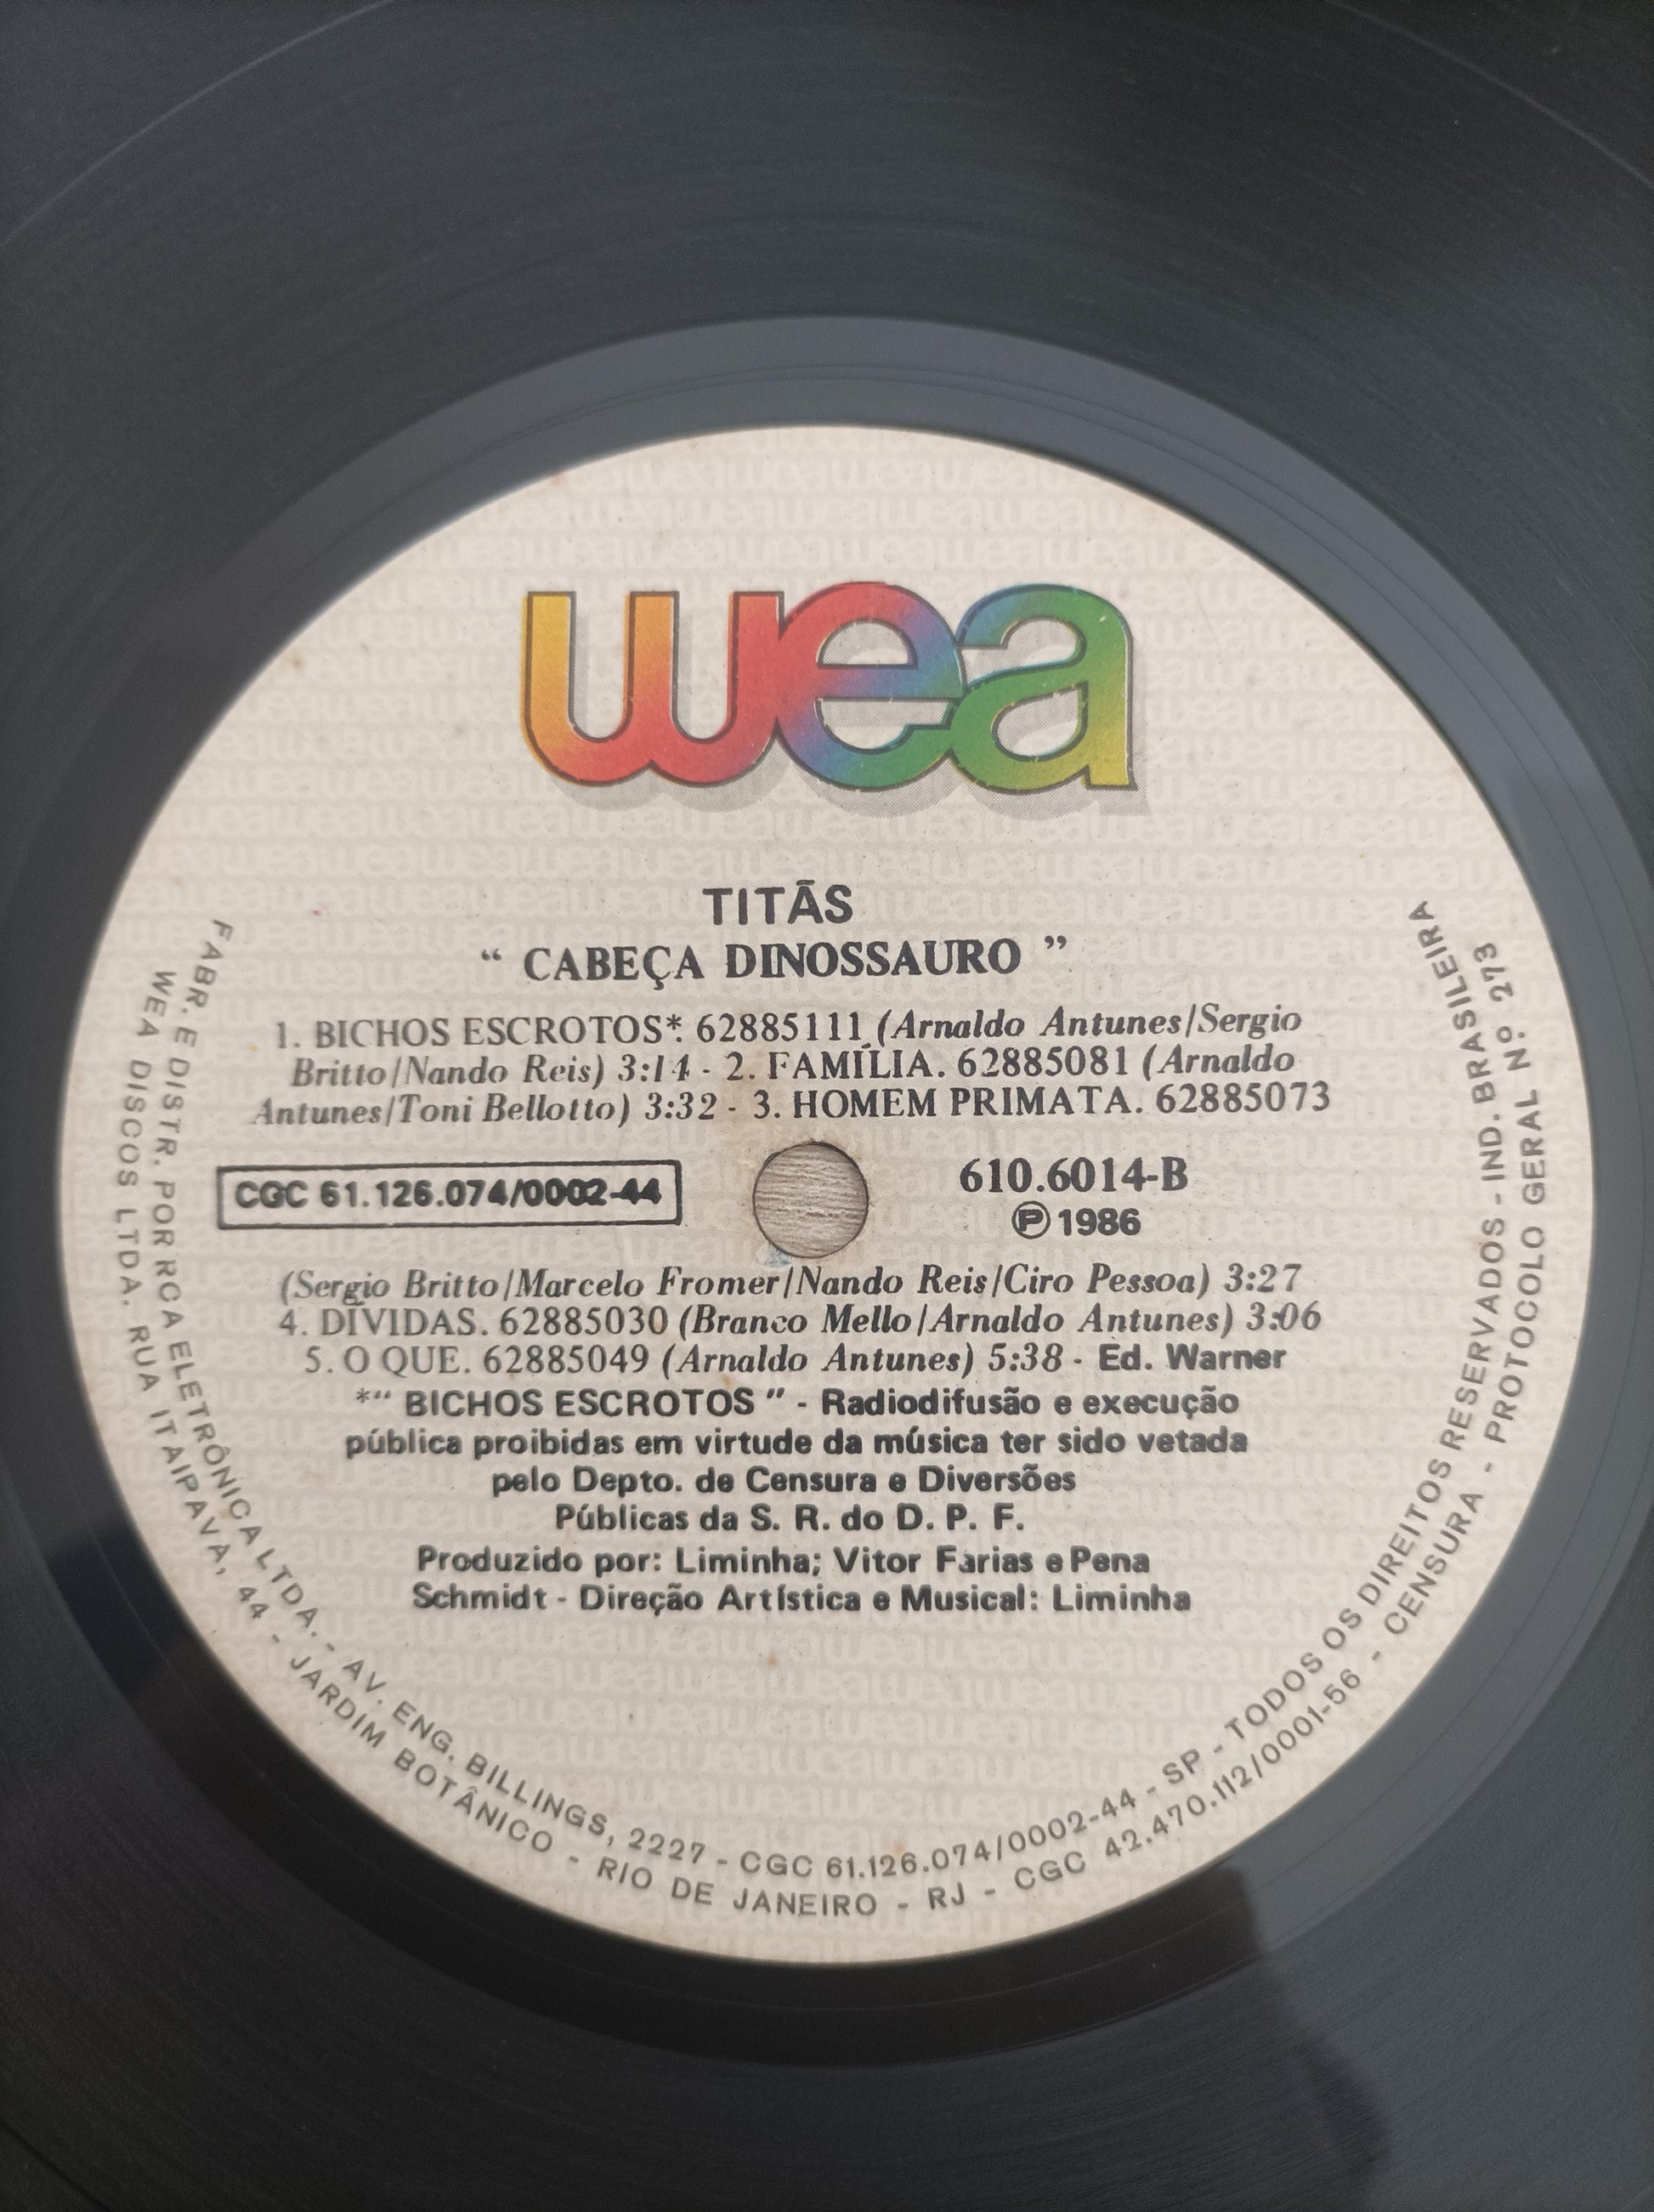 wea
TITÃS
“ CABEÇA DINOSSAURO ”
1. BICHOS ESCROTOS*. 62885111 (Arnaldo Antunes/Sergio
Britto/Nando Reis) 3:14 - 2. FAMÍLIA. 62885081 (Arnaldo
Antunes/Toni Bellotto) 3:32 - 3. HOMEM PRIMATA. 62885073
CGC 61.126.074/0002-44
610.6014-B
Ⓟ 1986
(Sergio Britto/Marcelo Fromer/Nando Reis/Ciro Pessoa) 3:27
4. DÍVIDAS. 62885030 (Branco Mello/Arnaldo Antunes) 3:06
5. O QUE. 62885049 (Arnaldo Antunes) 5:38 - Ed. Warner
*“ BICHOS ESCROTOS ” - Radiodifusão e execução
pública proibidas em virtude da música ter sido vetada
pelo Depto. de Censura e Diversões
Públicas da S. R. do D. P. F.
Produzido por: Liminha; Vitor Farias e Pena
Schmidt - Direção Artística e Musical: Liminha
FABR. E DISTR. POR RCA ELETRÔNICA LTDA. - AV. ENG. BILLINGS, 2227 - CGC 61.126.074/0002-44 - SP - TODOS OS DIREITOS RESERVADOS - IND. BRASILEIRA
WEA DISCOS LTDA. RUA ITAIPAVA, 44 - JARDIM BOTÂNICO - RIO DE JANEIRO - RJ - CGC 42.470.112/0001-56 - CENSURA - PROTOCOLO GERAL Nº 273